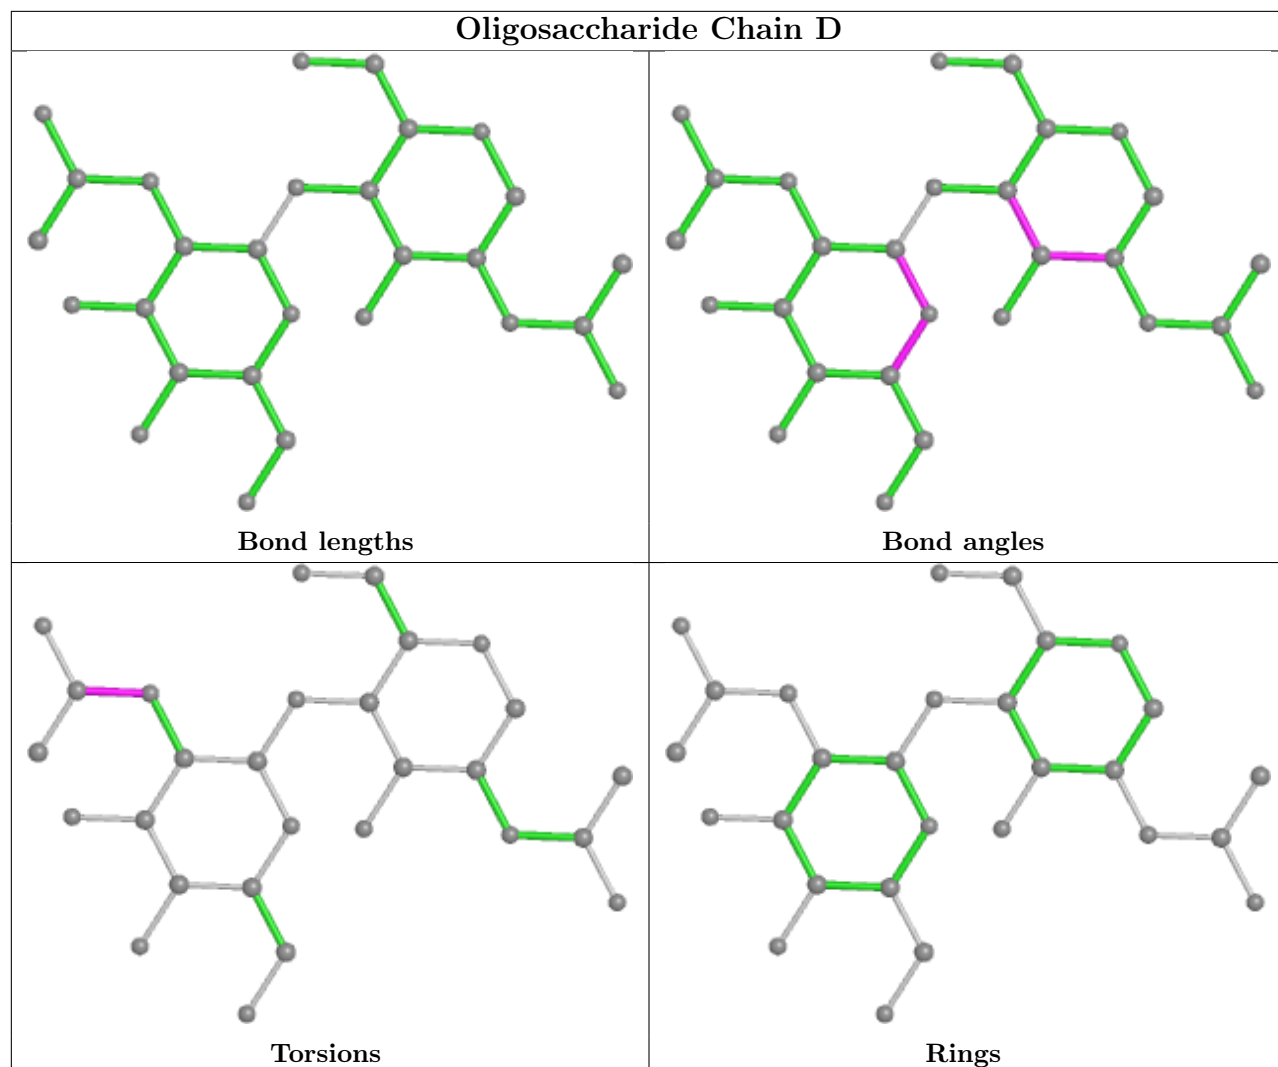 Oligosaccharide Chain D
Bond lengths
Bond angles
Torsions
Rings